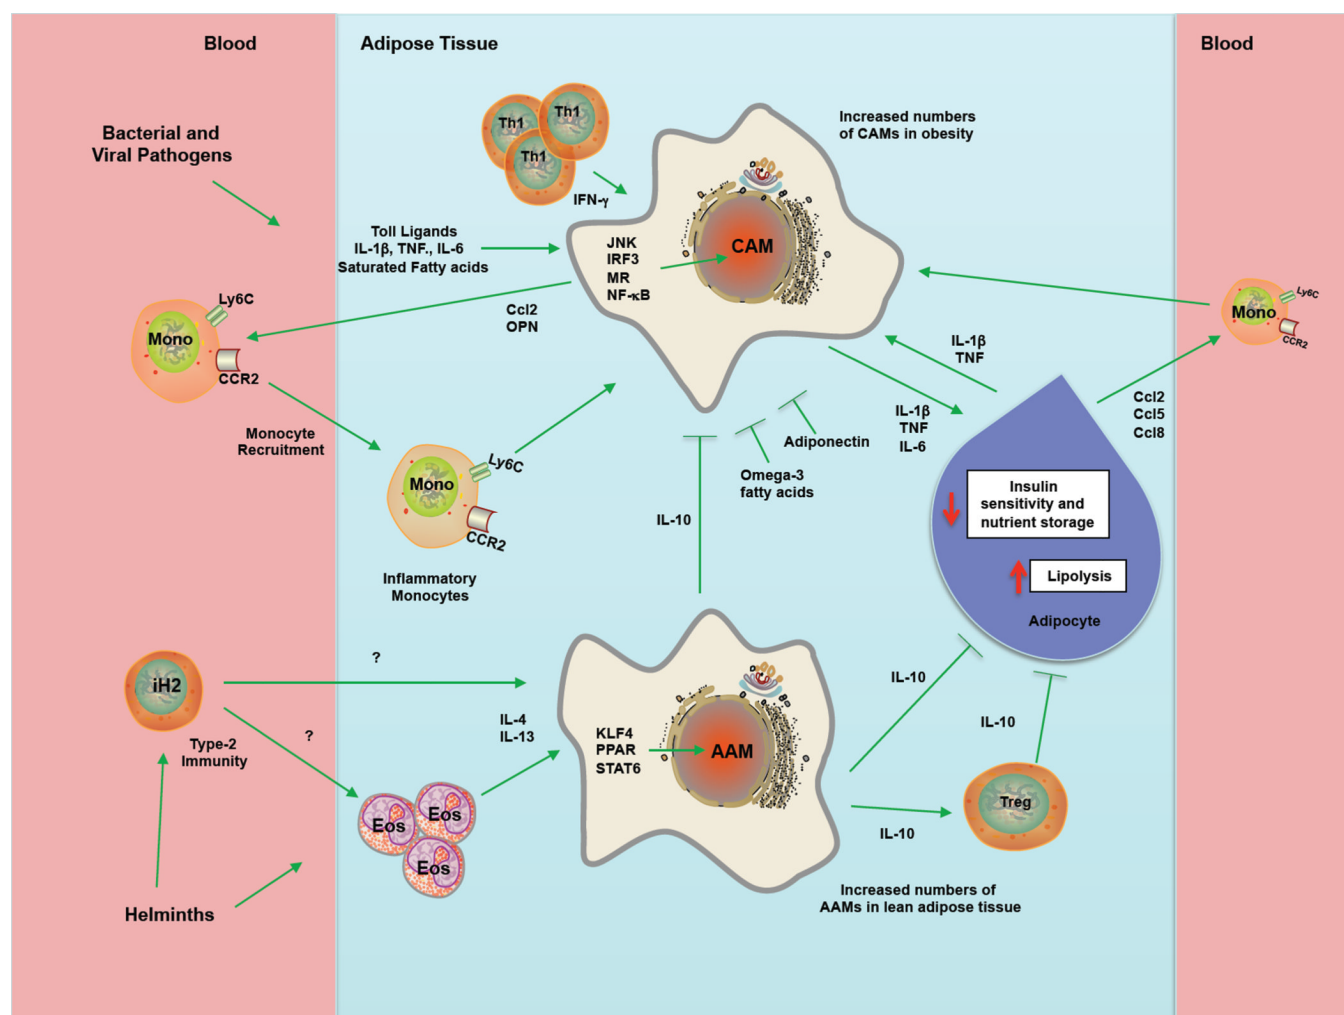 Blood
Adipose Tissue
Blood
Bacterial and
Viral Pathogens
Th1
Th1
Th1
IFN-γ
Increased numbers
of CAMs in obesity
Toll Ligands
IL-1β, TNF., IL-6
Saturated Fatty acids
JNK
IRF3
MR
NF-κB
CAM
Ly6C
Mono
CCR2
Ccl2
OPN
Ly6C
Mono
CCR2
IL-1β
TNF
IL-1β
TNF
IL-6
Ccl2
Ccl5
Ccl8
Monocyte
Recruitment
Ly6C
Mono
CCR2
Inflammatory
Monocytes
Adiponectin
Omega-3
fatty acids
IL-10
Insulin
sensitivity and
nutrient storage
Lipolysis
Adipocyte
iH2
?
?
Type-2
Immunity
IL-4
IL-13
KLF4
PPAR
STAT6
AAM
IL-10
IL-10
IL-10
Treg
Eos
Eos
Eos
Helminths
Increased numbers of
AAMs in lean adipose tissue